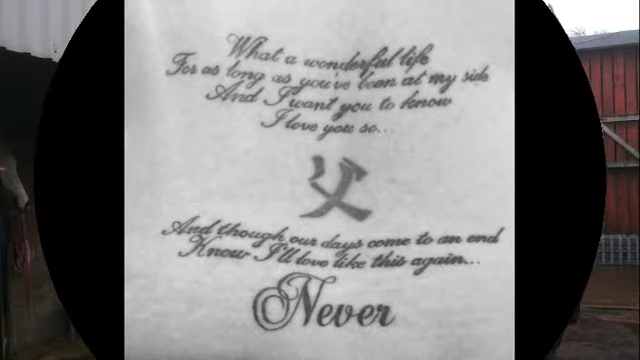 What a wonderful life
For as long as you've been at my side
And I want you to know
I love you so...
父
And though our days come to an end
Know I'll love like this again...
Never